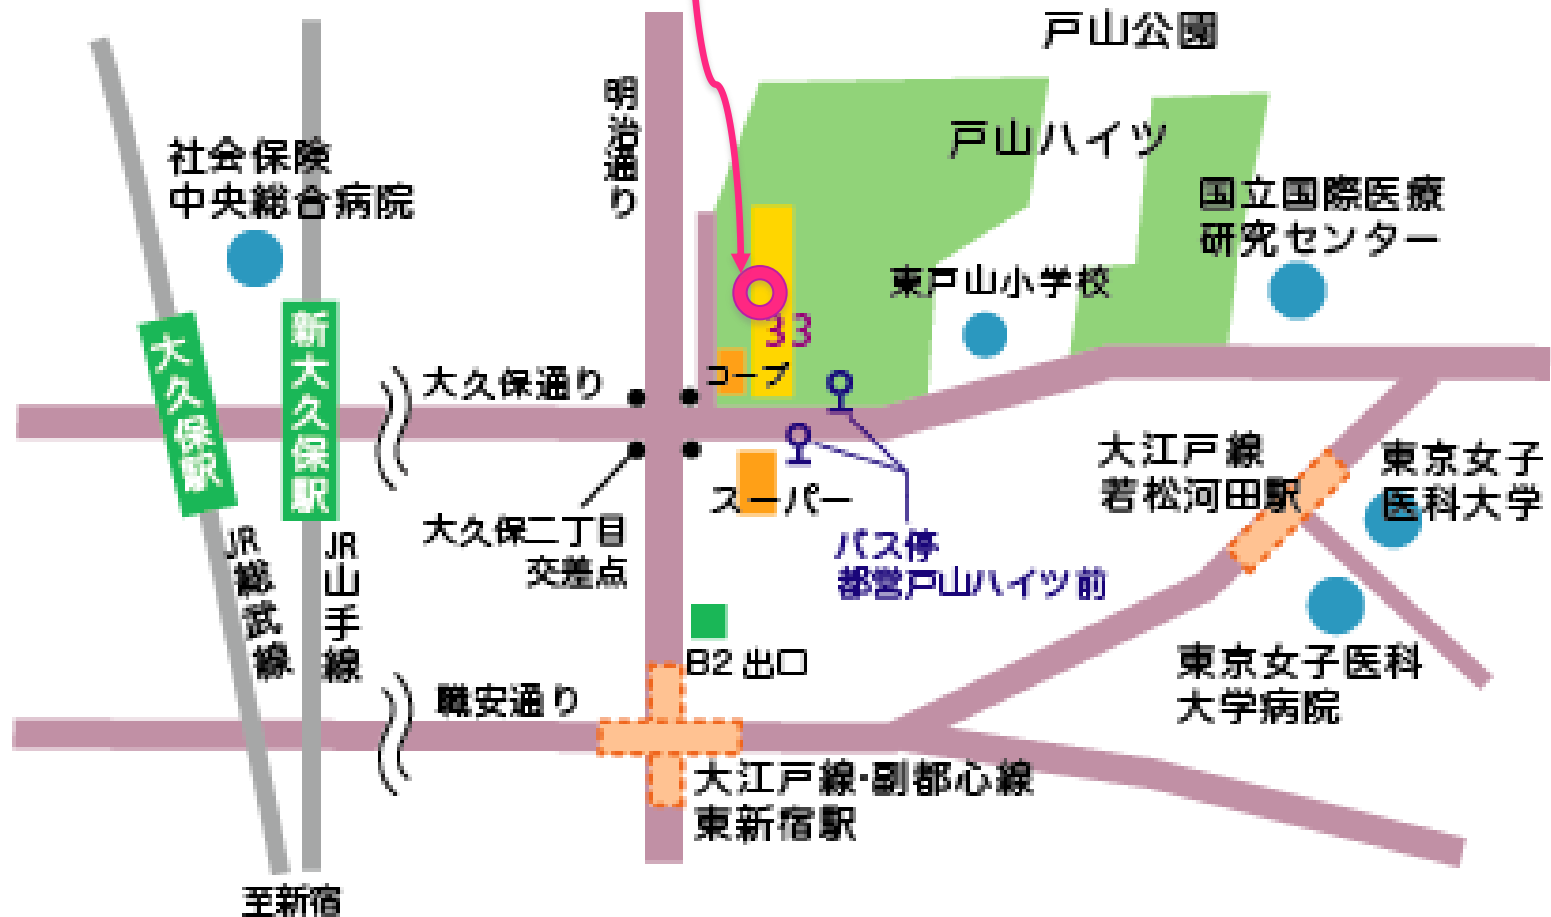 戸山公園
明治通り
戸山ハイツ
社会保険
中央総合病院
国立国際医療
研究センター
東戸山小学校
33
新大久保駅
大久保駅
コープ
大久保通り
大江戸線
若松河田駅
東京女子
医科大学
スーパー
大久保二丁目
交差点
バス停
都営戸山ハイツ前
JR総武線
JR山手線
B2出口
東京女子医科
大学病院
職安通り
大江戸線・副都心線
東新宿駅
至新宿